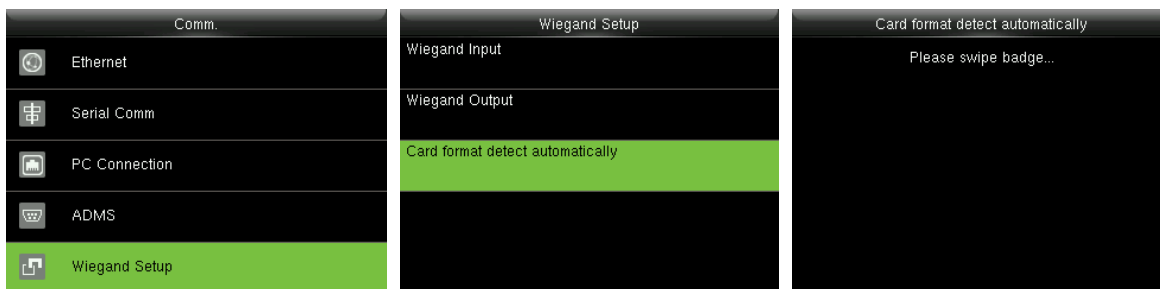 Comm.
Ethernet
Serial Comm
PC Connection
ADMS
Wiegand Setup
Wiegand Setup
Wiegand Input
Wiegand Output
Card format detect automatically
Card format detect automatically
Please swipe badge...